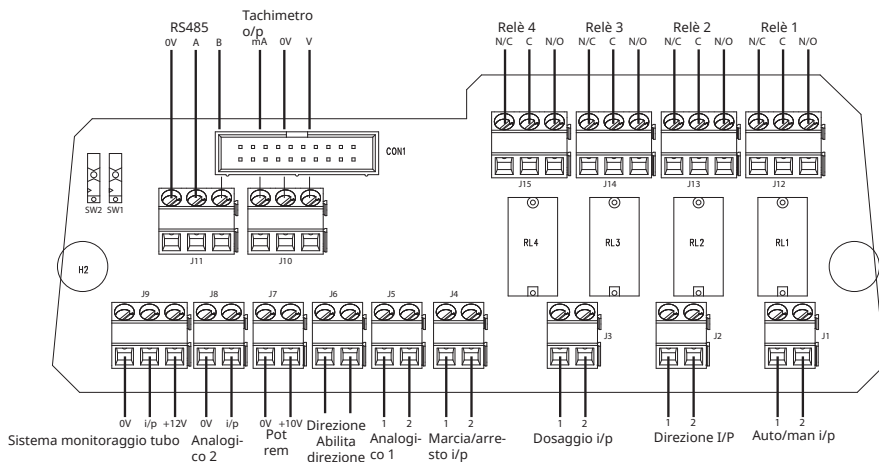 RS485
0V A B
Tachimetro
o/p
mA 0V V
Relè 4 Relè 3 Relè 2 Relè 1
N/C C N/O N/C C N/O N/C C N/O N/C C N/O
CON1
SW2 SW1
J11 J10
J15 J14 J13 J12
H2
RL4 RL3 RL2 RL1
J9 J8 J7 J6 J5 J4
J3 J2 J1
0V i/p +12V
Sistema monitoraggio tubo
0V i/p
Analogi-
co 2
0V +10V
Pot
rem
Direzione
Abilita
direzione
1 2
Analogi-
co 1
1 2
Marcia/arre-
sto i/p
1 2
Dosaggio i/p
1 2
Direzione I/P
1 2
Auto/man i/p